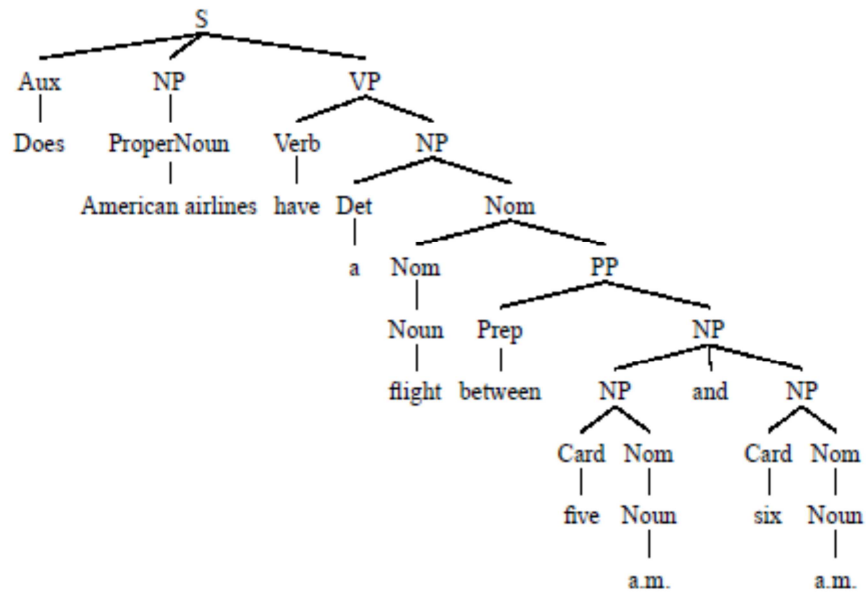 S
Aux NP VP
Does ProperNoun Verb NP
American airlines have Det Nom
a Nom PP
Noun Prep NP
flight between NP and NP
Card Nom Card Nom
five Noun six Noun
a.m. a.m.